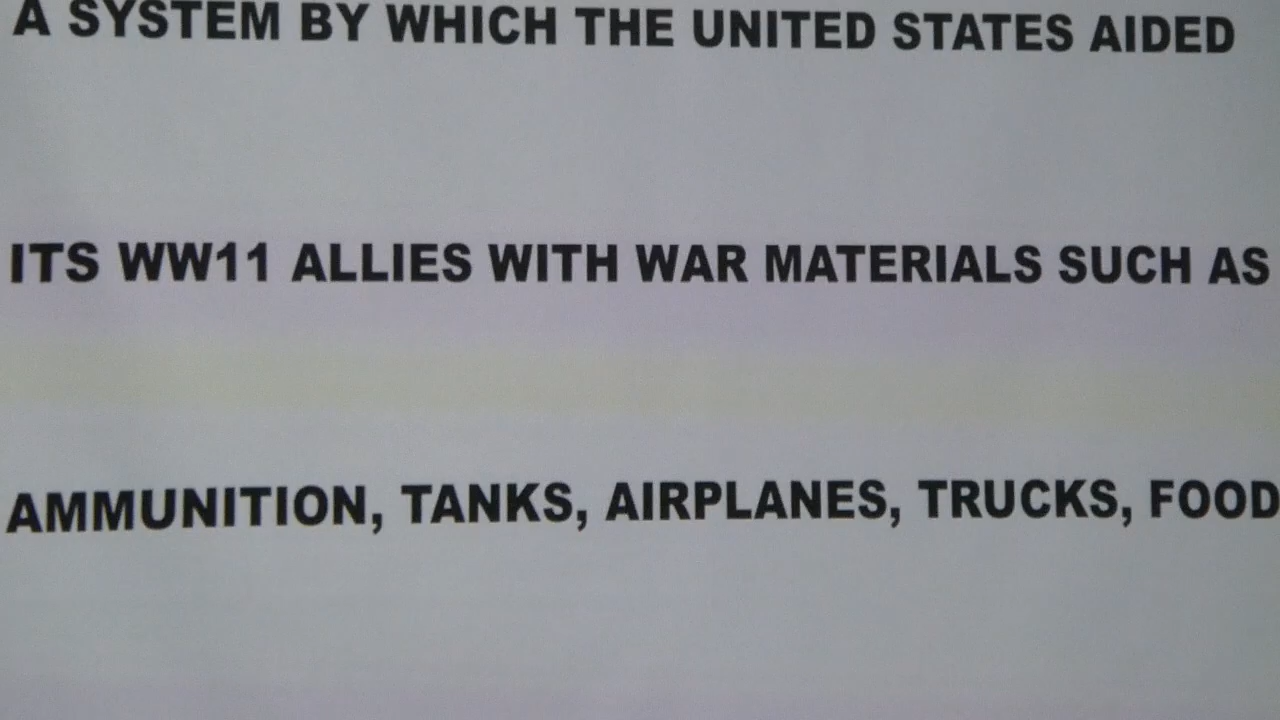 A SYSTEM BY WHICH THE UNITED STATES AIDED
ITS WW11 ALLIES WITH WAR MATERIALS SUCH AS
AMMUNITION, TANKS, AIRPLANES, TRUCKS, FOOD